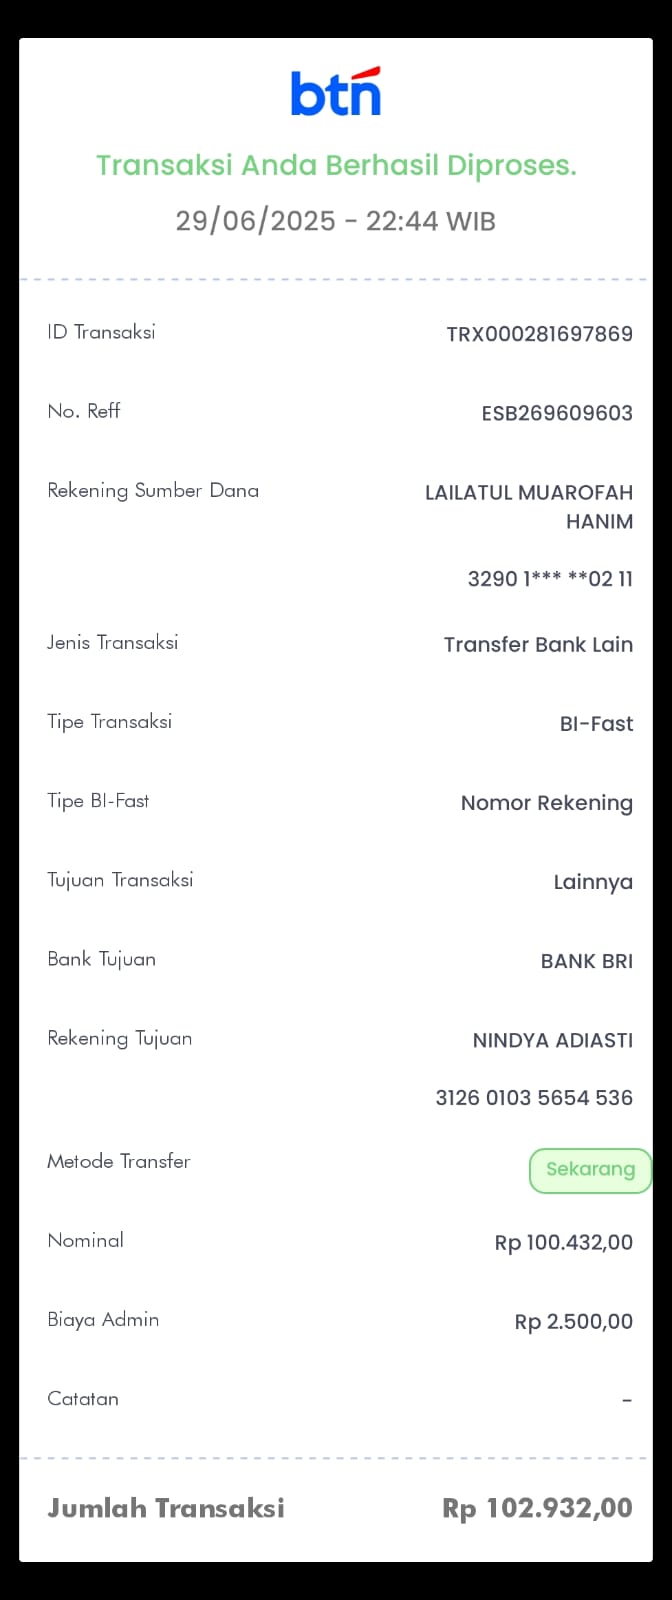 btn
Transaksi Anda Berhasil Diproses.
29/06/2025 - 22:44 WIB
ID Transaksi TRX000281697869
No. Reff ESB269609603
Rekening Sumber Dana LAILATUL MUAROFAH
HANIM
3290 1*** **02 11
Jenis Transaksi Transfer Bank Lain
Tipe Transaksi BI-Fast
Tipe BI-Fast Nomor Rekening
Tujuan Transaksi Lainnya
Bank Tujuan BANK BRI
Rekening Tujuan NINDYA ADIASTI
3126 0103 5654 536
Metode Transfer Sekarang
Nominal Rp 100.432,00
Biaya Admin Rp 2.500,00
Catatan -
Jumlah Transaksi Rp 102.932,00